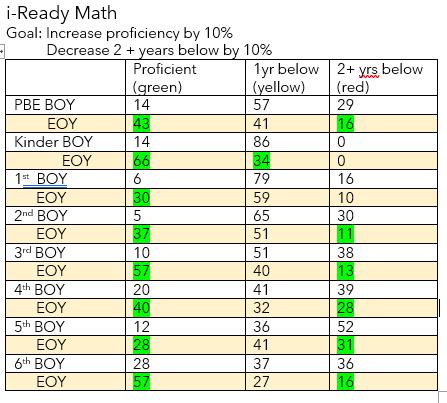 i-Ready Math
Goal: Increase proficiency by 10%
Decrease 2 + years below by 10%
Proficient (green) 1yr below (yellow) 2+ yrs below (red)
PBE BOY 14 57 29
EOY 43 41 16
Kinder BOY 14 86 0
EOY 66 34 0
1st BOY 6 79 16
EOY 30 59 10
2nd BOY 5 65 30
EOY 37 51 11
3rd BOY 10 51 38
EOY 57 40 13
4th BOY 20 41 39
EOY 40 32 28
5th BOY 12 36 52
EOY 28 41 31
6th BOY 28 37 36
EOY 57 27 16